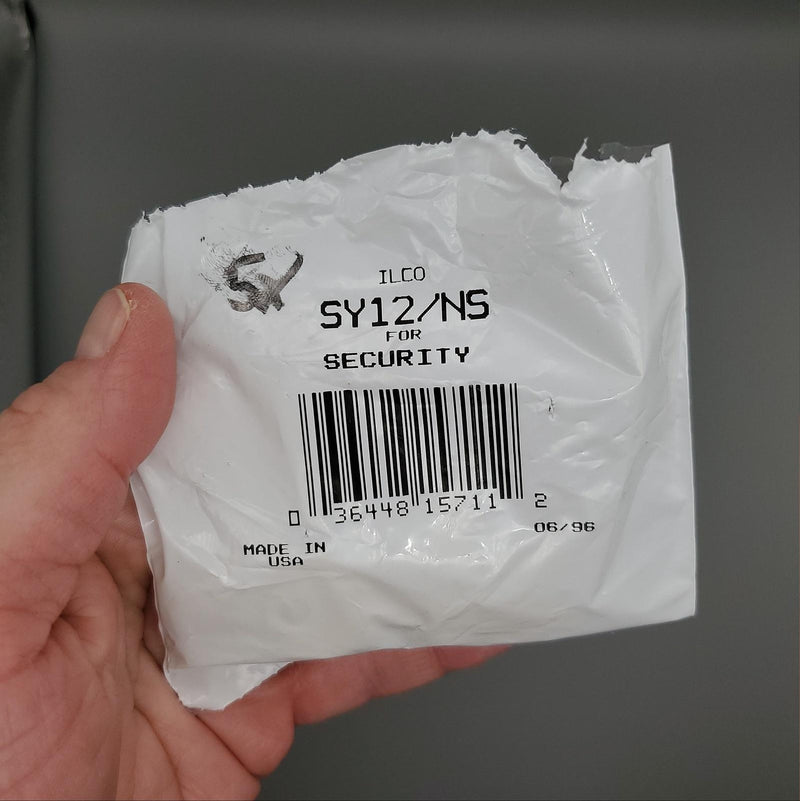 ILCO
SY12/NS
FOR
SECURITY
0 36448 15711 2
06/96
MADE IN
USA